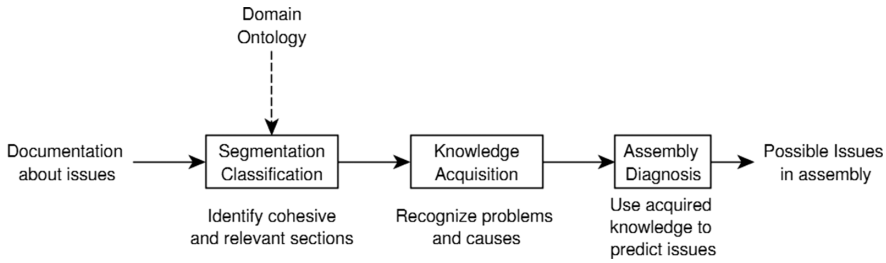 Domain
Ontology
Documentation
about issues
Segmentation
Classification
Knowledge
Acquisition
Assembly
Diagnosis
Possible Issues
in assembly
Identify cohesive
and relevant sections
Recognize problems
and causes
Use acquired
knowledge to
predict issues